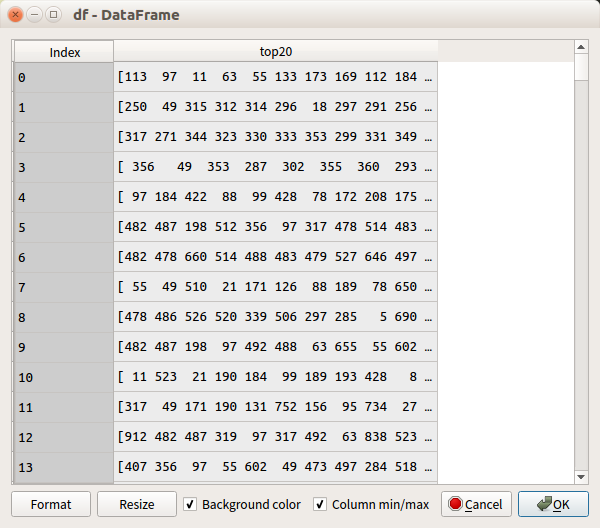 df - DataFrame
Index top20
0 [113 97 11 63 55 133 173 169 112 184 …
1 [250 49 315 312 314 296 18 297 291 256 …
2 [317 271 344 323 330 333 353 299 331 349 …
3 [ 356 49 353 287 302 355 360 293 …
4 [ 97 184 422 88 99 428 78 172 208 175 …
5 [482 487 198 512 356 97 317 478 514 483 …
6 [482 478 660 514 488 483 479 527 646 497 …
7 [ 55 49 510 21 171 126 88 189 78 650 …
8 [478 486 526 520 339 506 297 285 5 690 …
9 [482 487 198 97 492 488 63 655 55 602 …
10 [ 11 523 21 190 184 99 189 193 428 8 …
11 [317 49 171 190 131 752 156 95 734 27 …
12 [912 482 487 319 97 317 492 63 838 523 …
13 [407 356 97 55 602 49 473 497 284 518 …
Format Resize Background color Column min/max Cancel OK